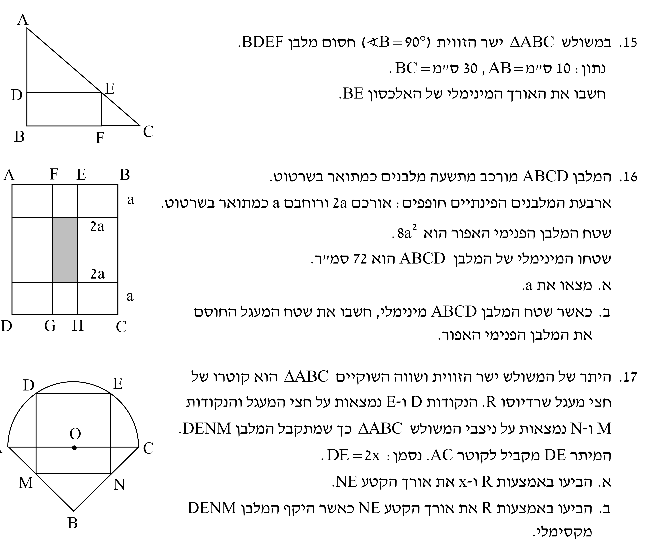 15. במשולש ΔABC ישר הזווית (∢B=90°) חסום מלבן BDEF.
נתון: 10 ס״מ=AB, 30 ס״מ=BC.
חשבו את האורך המינימלי של האלכסון BE.
A
D
E
B
F
C
16. המלבן ABCD מורכב מתשעה מלבנים כמתואר בשרטוט.
ארבעת המלבנים הפינתיים חופפים: אורכם 2a ורוחבם a כמתואר בשרטוט.
שטח המלבן הפנימי האפור הוא 8a².
שטחו המינימלי של המלבן ABCD הוא 72 סמ״ר.
א. מצאו את a.
ב. כאשר שטח המלבן ABCD מינימלי, חשבו את שטח המעגל החוסם
את המלבן הפנימי האפור.
A F E B
a
2a
2a
a
D G H C
17. היתר של המשולש ישר הזווית ושווה השוקיים ΔABC הוא קוטרו של
חצי מעגל שרדיוסו R. הנקודות D ו-E נמצאות על חצי המעגל והנקודות
M ו-N נמצאות על ניצבי המשולש ΔABC כך שמתקבל המלבן DENM.
המיתר DE מקביל לקוטר AC. נסמן: DE=2x.
א. הביעו באמצעות R ו-x את אורך הקטע NE.
ב. הביעו באמצעות R את אורך הקטע NE כאשר היקף המלבן DENM
מקסימלי.
D
E
O
A
C
M
N
B